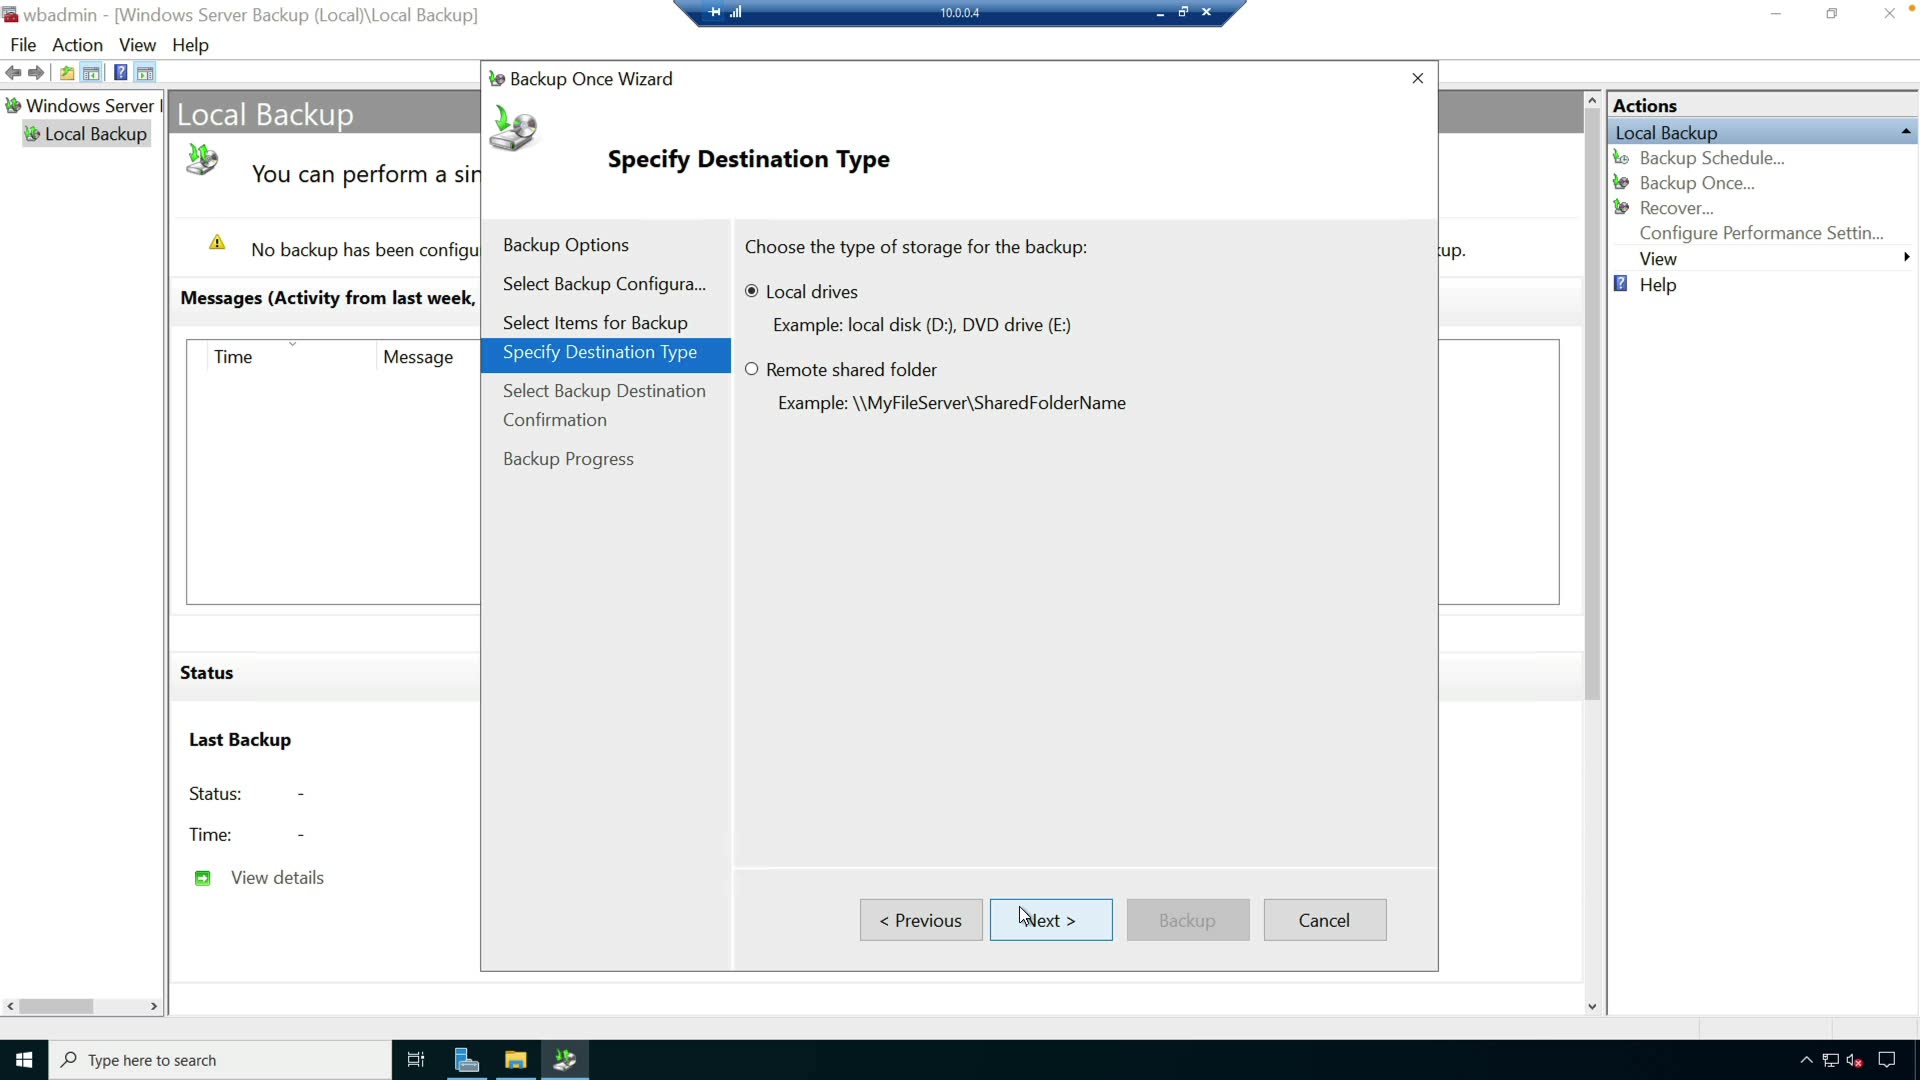 wbadmin - [Windows Server Backup (Local)\Local Backup]
10.0.0.4
File Action View Help
Windows Server
Local Backup
Local Backup
You can perform a
No backup has been
up.
Messages (Activity from last week,
Time Message
Status
Last Backup
Status: -
Time: -
View details
Backup Once Wizard
Specify Destination Type
Backup Options
Select Backup Configura...
Select Items for Backup
Specify Destination Type
Select Backup Destination
Confirmation
Backup Progress
Choose the type of storage for the backup:
Local drives
Example: local disk (D:), DVD drive (E:)
Remote shared folder
Example: \\MyFileServer\SharedFolderName
< Previous
Next >
Backup
Cancel
Actions
Local Backup
Backup Schedule...
Backup Once...
Recover...
Configure Performance Settin...
View
Help
Type here to search